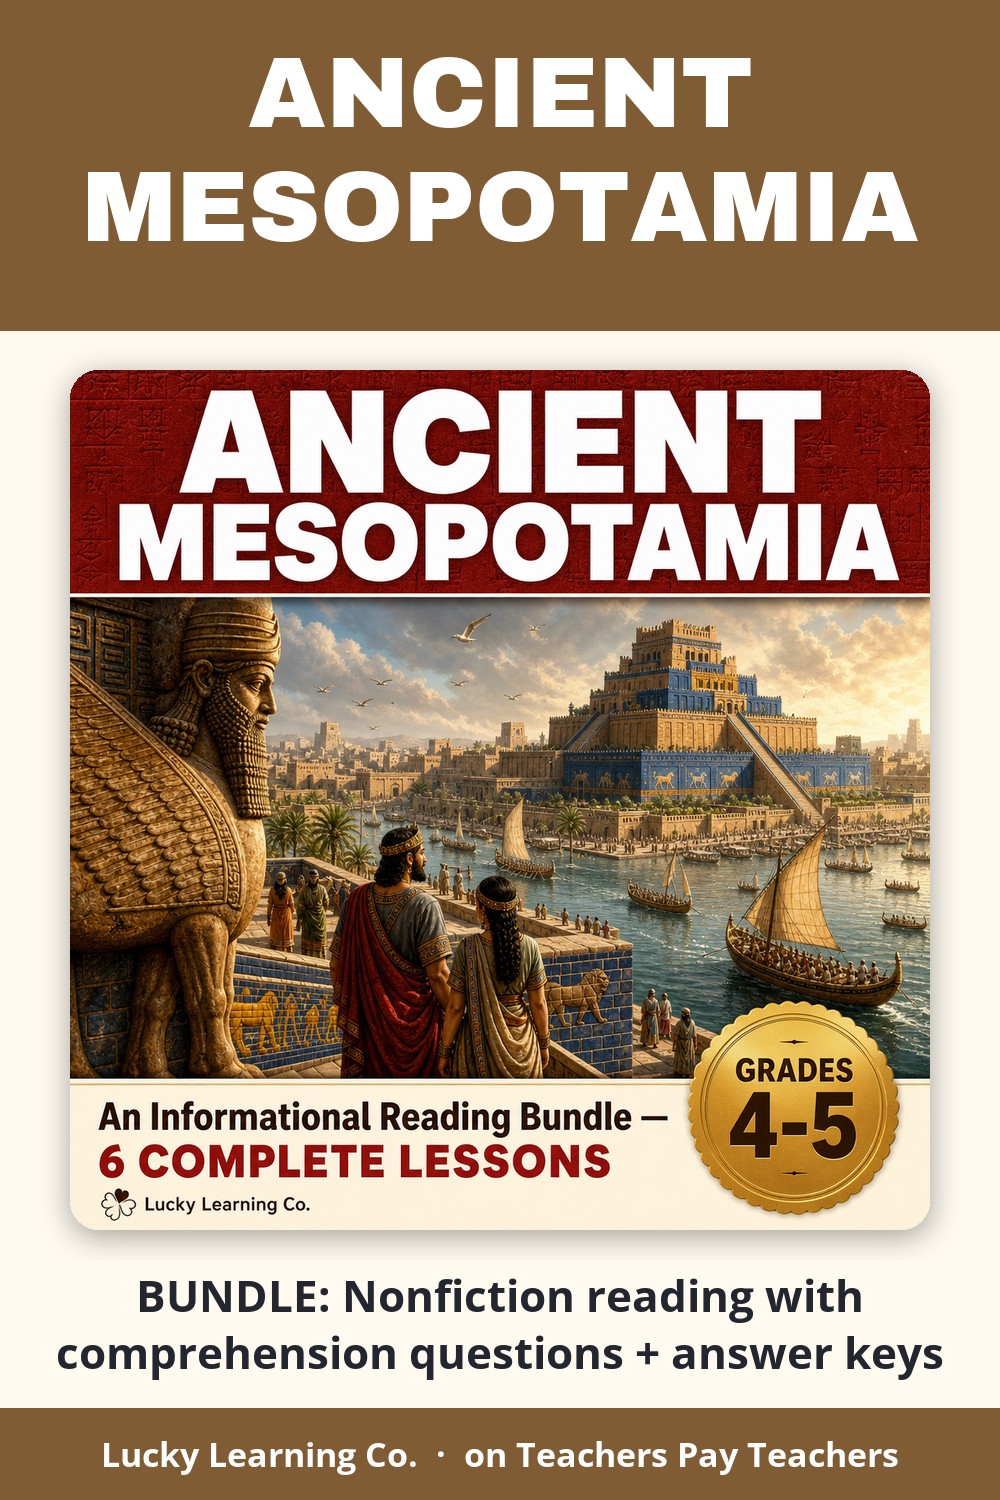 ANCIENT
MESOPOTAMIA
ANCIENT
MESOPOTAMIA
An Informational Reading Bundle —
6 COMPLETE LESSONS
Lucky Learning Co.
GRADES
4-5
BUNDLE: Nonfiction reading with
comprehension questions + answer keys
Lucky Learning Co. · on Teachers Pay Teachers